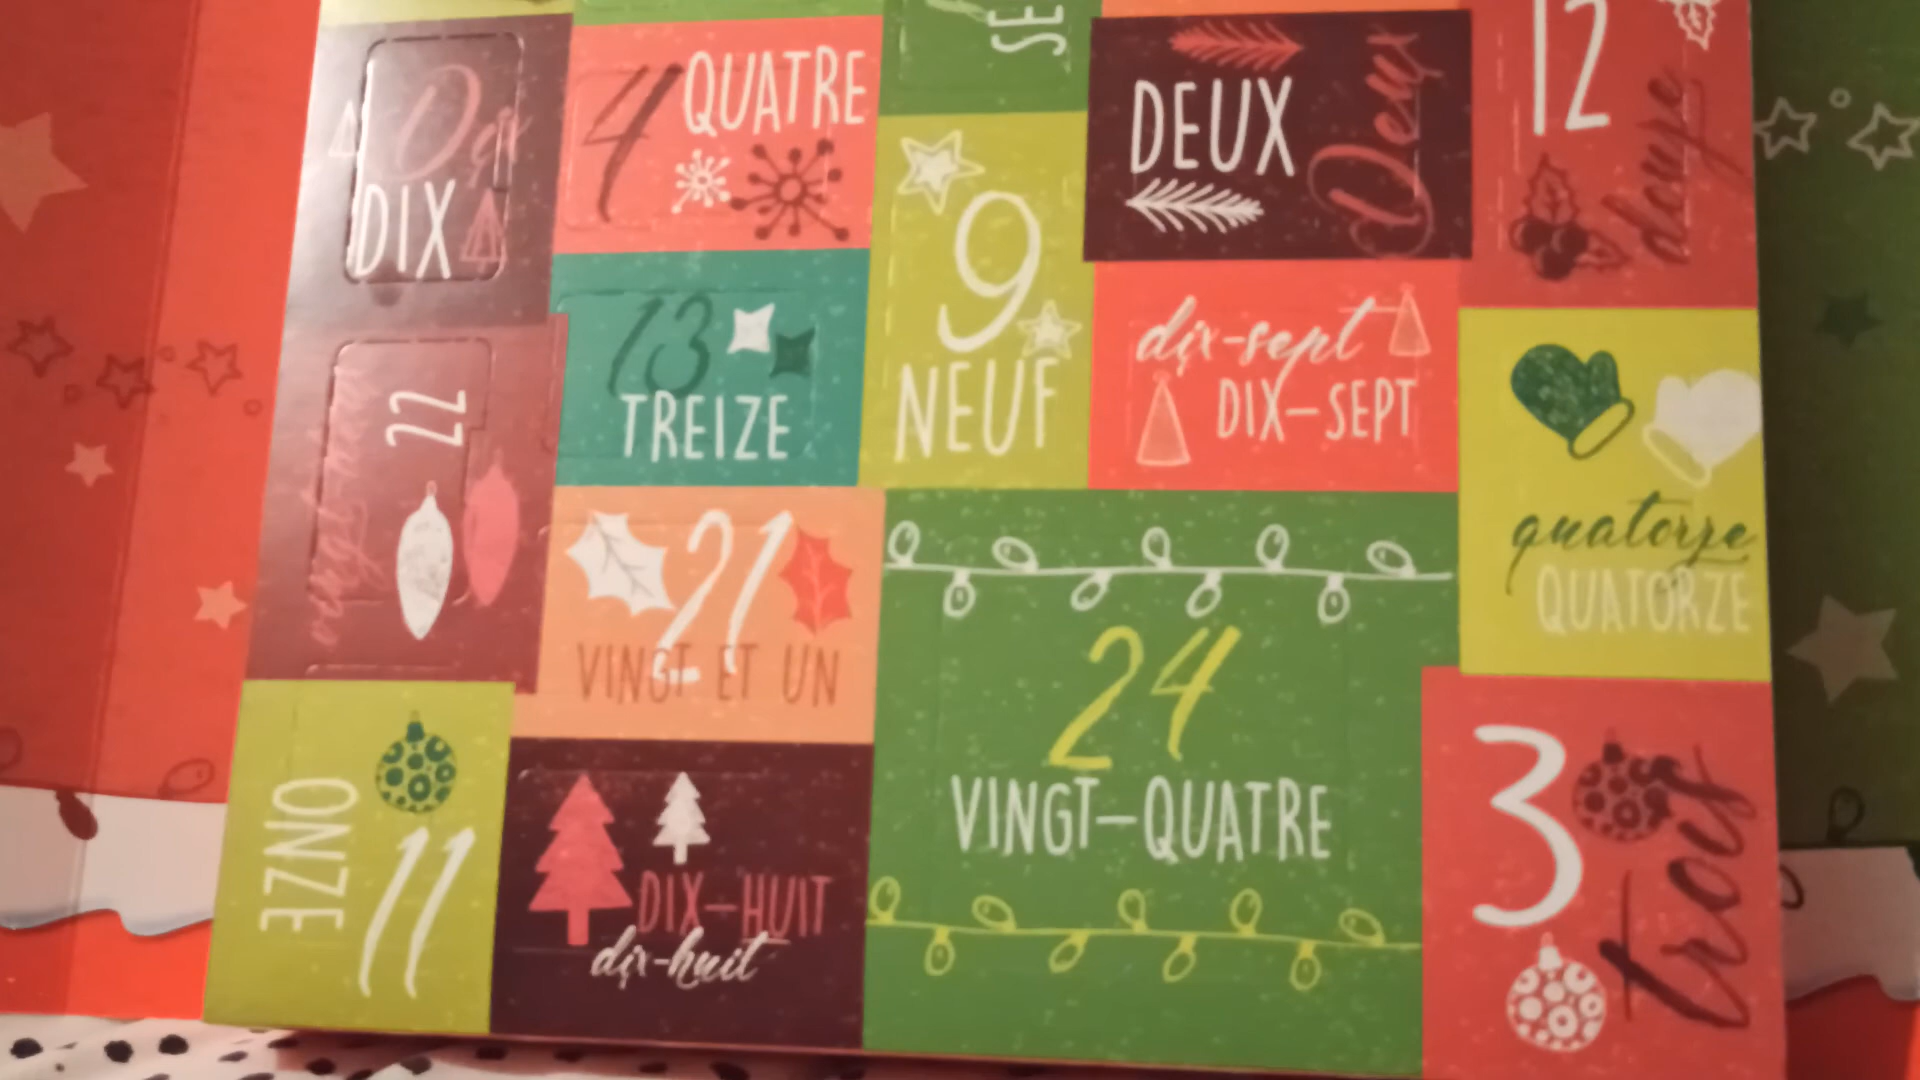 Dix
DIX
4 QUATRE
SE
DEUX
Deux
12
douze
13
TREIZE
9
NEUF
dix-sept
DIX-SEPT
22
quatorze
QUATORZE
21
VINGT ET UN
24
VINGT-QUATRE
ONZE
11
DIX-HUIT
dix-huit
3
trois